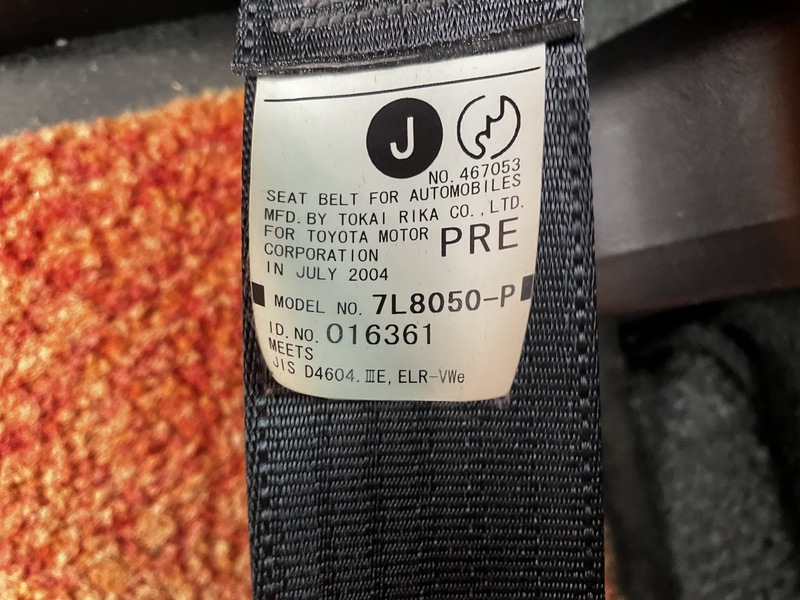 J
NO. 467053
SEAT BELT FOR AUTOMOBILES
MFD. BY TOKAI RIKA CO., LTD.
FOR TOYOTA MOTOR PRE
CORPORATION
IN JULY 2004
MODEL NO. 7L8050-P
ID. NO. 016361
MEETS
JIS D4604. ⅢE, ELR-VWe